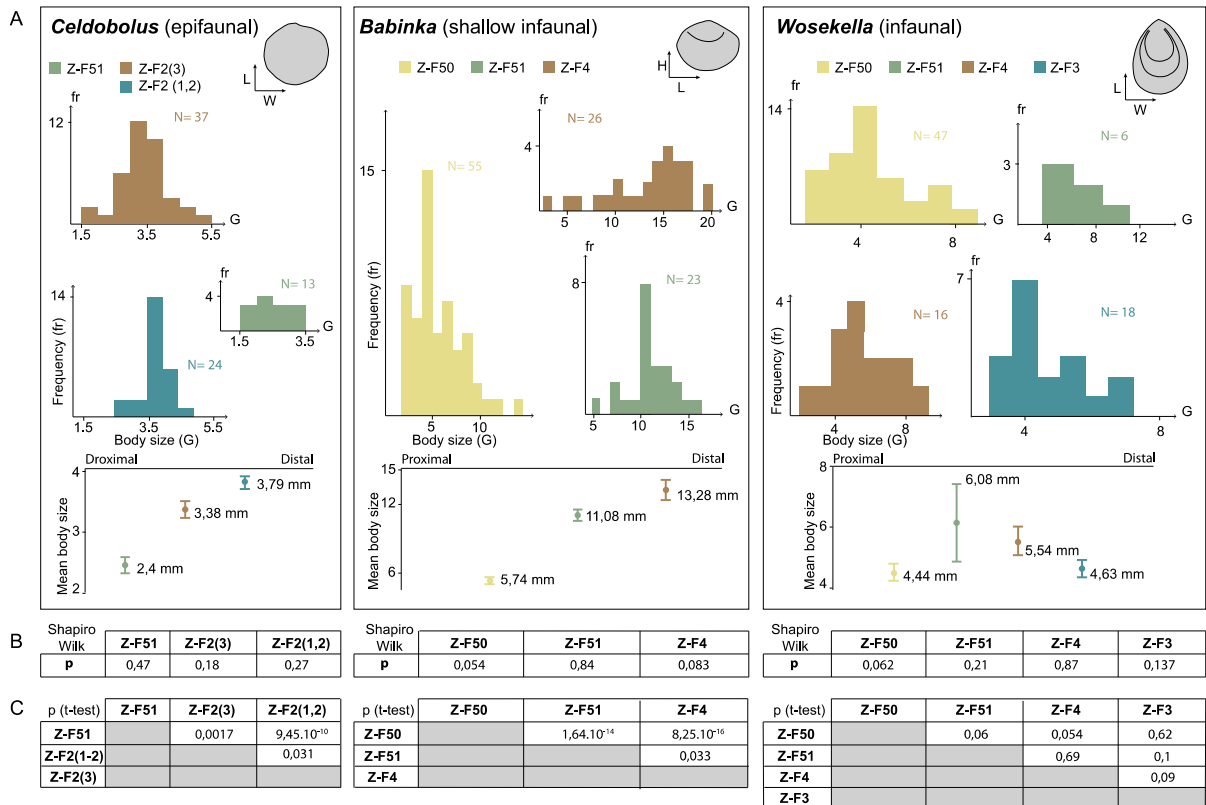 A
Celdobolus (epifaunal)
Z-F51
Z-F2(3)
Z-F2 (1,2)
L
W
fr
12
N= 37
G
1.5 3.5 5.5
fr
4
N= 13
G
1.5 3.5
Frequency (fr)
14
N= 24
1.5 3.5 5.5
Body size (G)
Droximal Distal
Mean body size
4
3
2
3,79 mm
3,38 mm
2,4 mm
Babinka (shallow infaunal)
Z-F50 Z-F51 Z-F4
H
L
fr
N= 26
4
G
5 10 15 20
15
N= 55
Frequency (fr)
5 10
Body size (G)
fr
8
N= 23
G
5 10 15
Proximal Distal
Mean body size
15
12
6
13,28 mm
11,08 mm
5,74 mm
Wosekella (infaunal)
Z-F50 Z-F51 Z-F4 Z-F3
L
W
fr
14
N= 47
G
4 8
fr
3
N= 6
G
4 8 12
Frequency (fr)
4
N= 16
4 8
Body size (G)
7
N= 18
G
4 8
Proximal Distal
Mean body size
8
6
4
6,08 mm
5,54 mm
4,44 mm
4,63 mm
B
Shapiro Wilk Z-F51 Z-F2(3) Z-F2(1,2)
p 0,47 0,18 0,27
Shapiro Wilk Z-F50 Z-F51 Z-F4
p 0,054 0,84 0,083
Shapiro Wilk Z-F50 Z-F51 Z-F4 Z-F3
p 0,062 0,21 0,87 0,137
C
p (t-test) Z-F51 Z-F2(3) Z-F2(1,2)
Z-F51 0,0017 9,45.10⁻¹⁰
Z-F2(1-2) 0,031
Z-F2(3)
p (t-test) Z-F50 Z-F51 Z-F4
Z-F50 1,64.10⁻¹⁴ 8,25.10⁻¹⁶
Z-F51 0,033
Z-F4
p (t-test) Z-F50 Z-F51 Z-F4 Z-F3
Z-F50 0,06 0,054 0,62
Z-F51 0,69 0,1
Z-F4 0,09
Z-F3